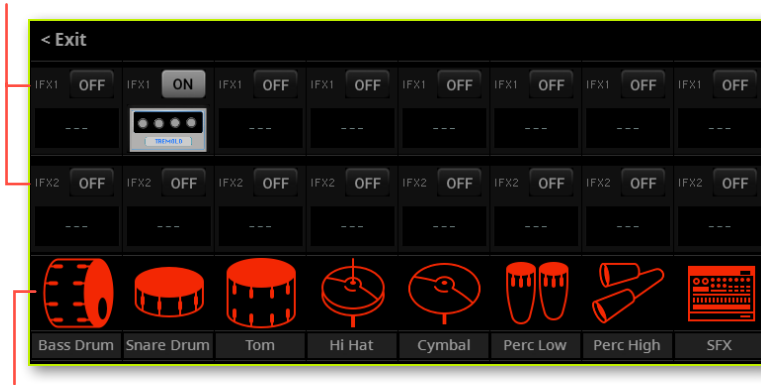 < Exit
IFX1 OFF IFX1 ON IFX1 OFF IFX1 OFF IFX1 OFF IFX1 OFF IFX1 OFF IFX1 OFF
--- TREMOLO --- --- --- --- --- ---
IFX2 OFF IFX2 OFF IFX2 OFF IFX2 OFF IFX2 OFF IFX2 OFF IFX2 OFF IFX2 OFF
--- --- --- --- --- --- --- ---
Bass Drum Snare Drum Tom Hi Hat Cymbal Perc Low Perc High SFX